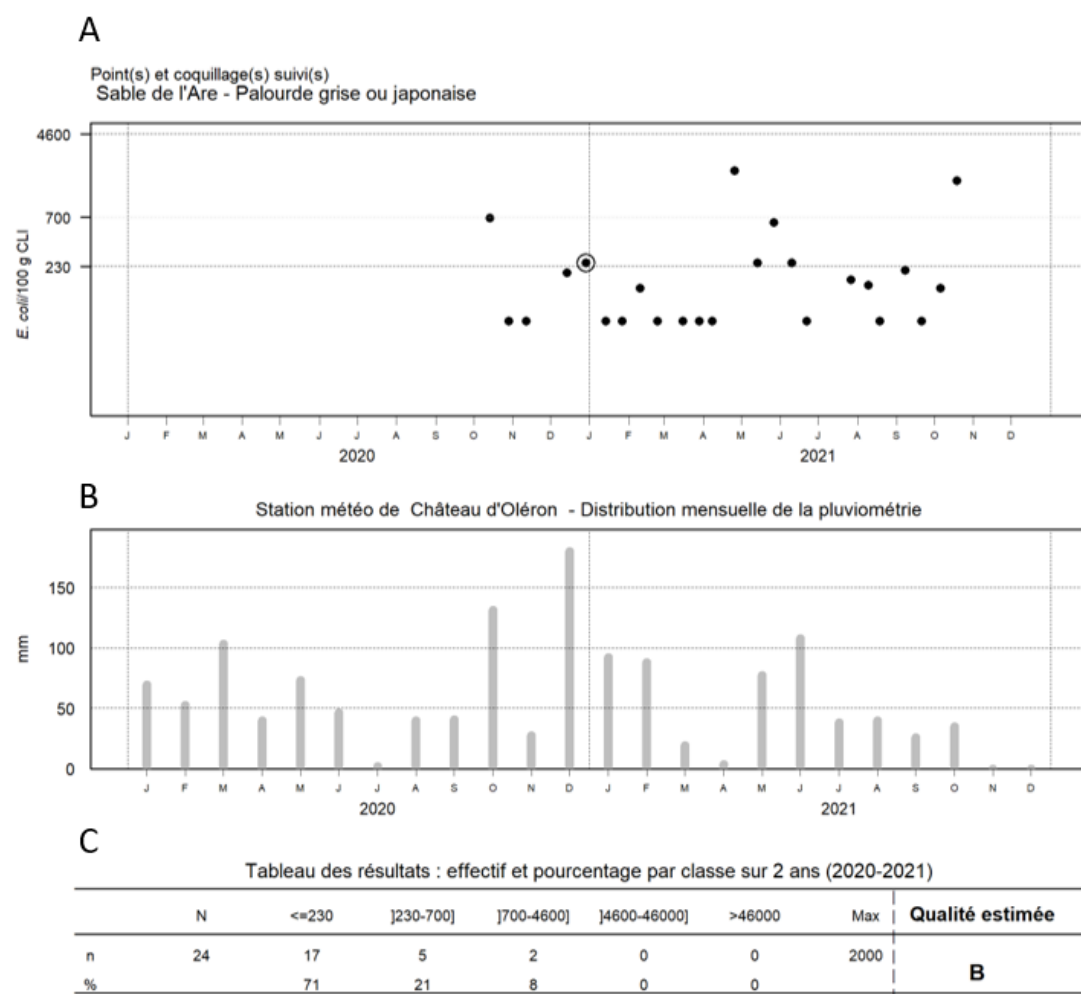 A
Point(s) et coquillage(s) suivi(s)
Sable de l'Are - Palourde grise ou japonaise
4600
700
230
E. coli/100 g CLI
J F M A M J J A S O N D J F M A M J J A S O N D
2020 2021
B
Station météo de Château d'Oléron - Distribution mensuelle de la pluviométrie
150
100
50
0
mm
J F M A M J J A S O N D J F M A M J J A S O N D
2020 2021
C
Tableau des résultats : effectif et pourcentage par classe sur 2 ans (2020-2021)
N <=230 ]230-700] ]700-4600] ]4600-46000] >46000 Max Qualité estimée
n 24 17 5 2 0 0 2000
B
% 71 21 8 0 0